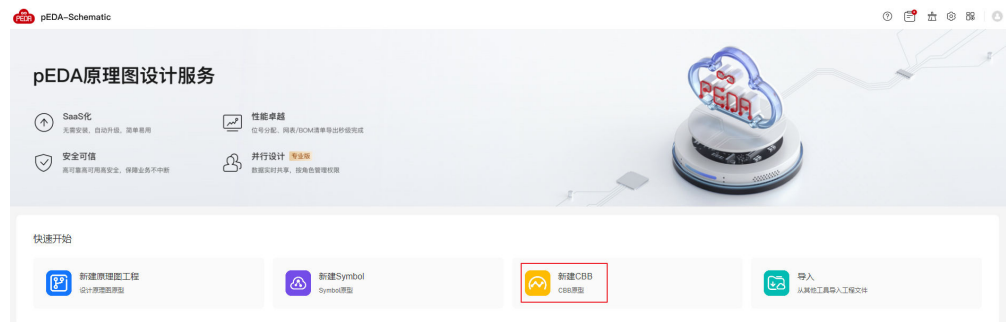 PEDA pEDA-Schematic
pEDA原理图设计服务
SaaS化
无需安装，自动升级，简单易用
性能卓越
位号分配、网表/BOM清单导出秒级完成
安全可信
高可靠高可用高安全，保障业务不中断
并行设计 专业版
数据实时共享，按角色管理权限
PEDA
快速开始
新建原理图工程
设计原理图原型
新建Symbol
Symbol原型
新建CBB
CBB原型
导入
从其他工具导入工程文件